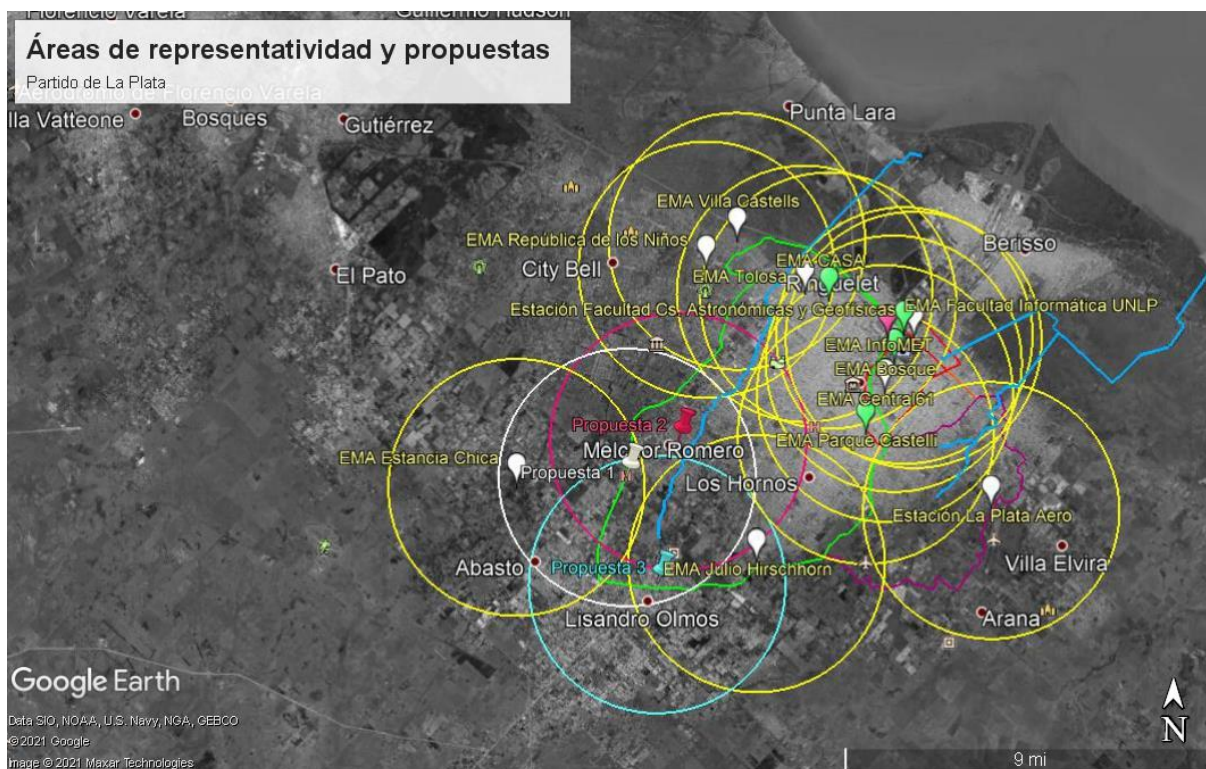 Florencio Varela
Guillermo Hudson
Áreas de representatividad y propuestas
Partido de La Plata
Aeródromo de Florencio Varela
lla Vatteone
Bosques
Gutiérrez
Punta Lara
EMA Villa Castells
EMA República de los Niños
Berisso
City Bell
EMA CASA
El Pato
EMA Tolosa
Ringuelet
Estación Facultad Cs. Astronómicas y Geofísicas
EMA Facultad Informática UNLP
EMA InfoMET
EMA Bosque
EMA Central61
Propuesta 2
EMA Parque Castelli
Melchor Romero
EMA Estancia Chica
Propuesta 1
Los Hornos
Estación La Plata Aero
Abasto
Propuesta 3
EMA Julio Hirschhorn
Villa Elvira
Lisandro Olmos
Arana
Google Earth
Data SIO, NOAA, U.S. Navy, NGA, GEBCO
© 2021 Google
Image © 2021 Maxar Technologies
N
9 mi